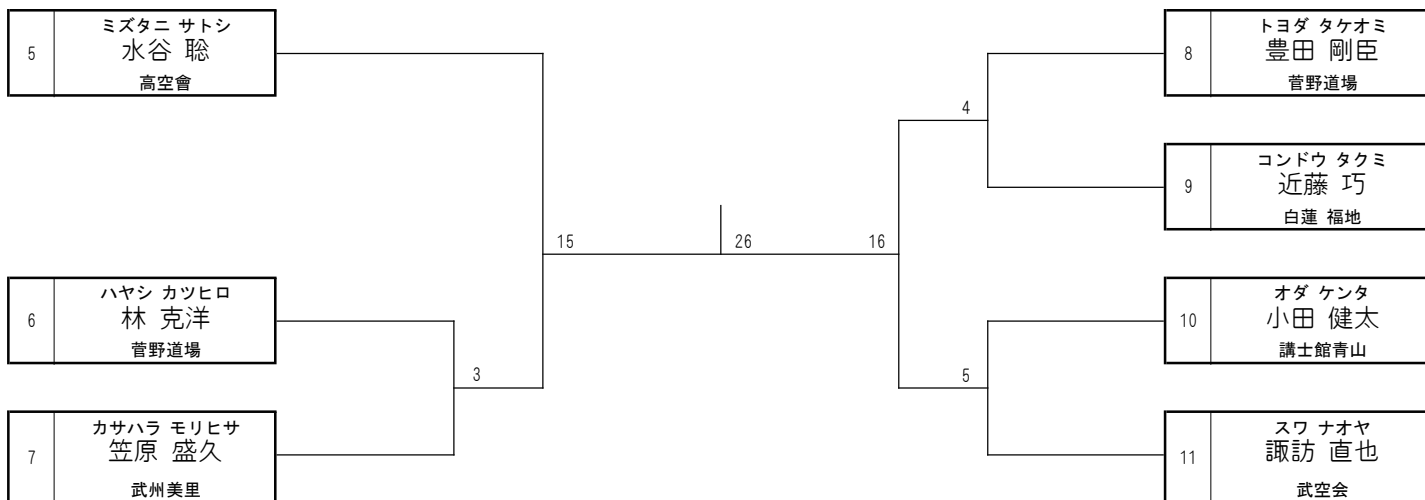 5
ミズタニ サトシ
水谷 聡
高空會
6
ハヤシ カツヒロ
林 克洋
菅野道場
7
カサハラ モリヒサ
笠原 盛久
武州美里
3
15
26
16
4
5
8
トヨダ タケオミ
豊田 剛臣
菅野道場
9
コンドウ タクミ
近藤 巧
白蓮 福地
10
オダ ケンタ
小田 健太
講士館青山
11
スワ ナオヤ
諏訪 直也
武空会